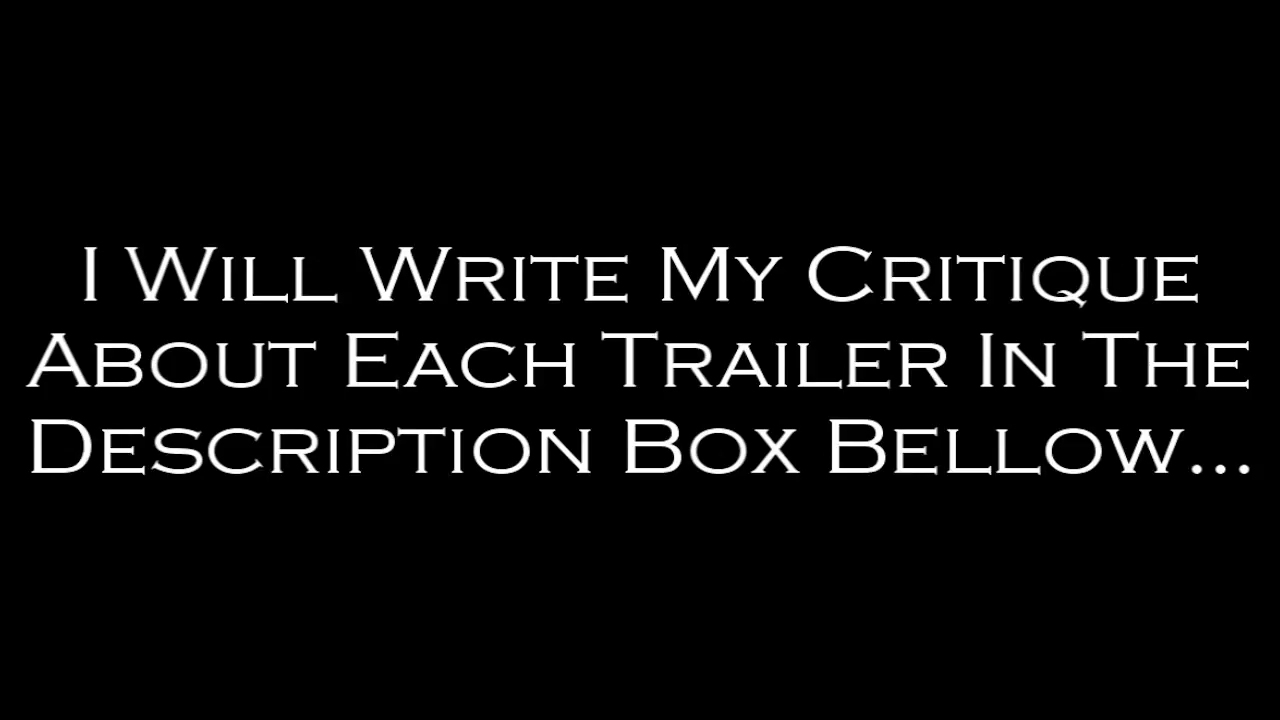 I Will Write My Critique
About Each Trailer In The
Description Box Bellow...